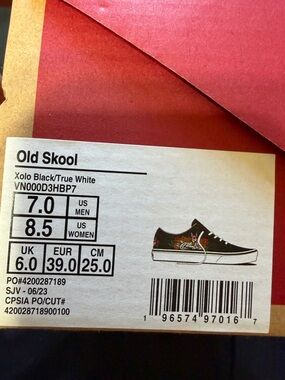 Old Skool
Xolo Black/True White
VN000D3HBP7
7.0 US MEN
8.5 US WOMEN
UK EUR CM
6.0 39.0 25.0
PO#4200287189
SJV - 06/23
CPSIA PO/CUT#
420028718900100
1 96574 97016 7